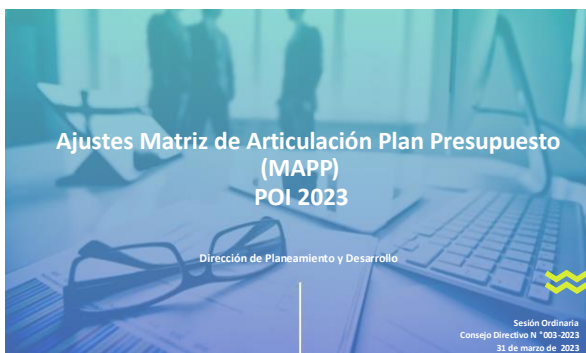 Ajustes Matriz de Articulación Plan Presupuesto
(MAPP)
POI 2023
Dirección de Planeamiento y Desarrollo
Sesión Ordinaria
Consejo Directivo N °003-2023
31 de marzo de 2023